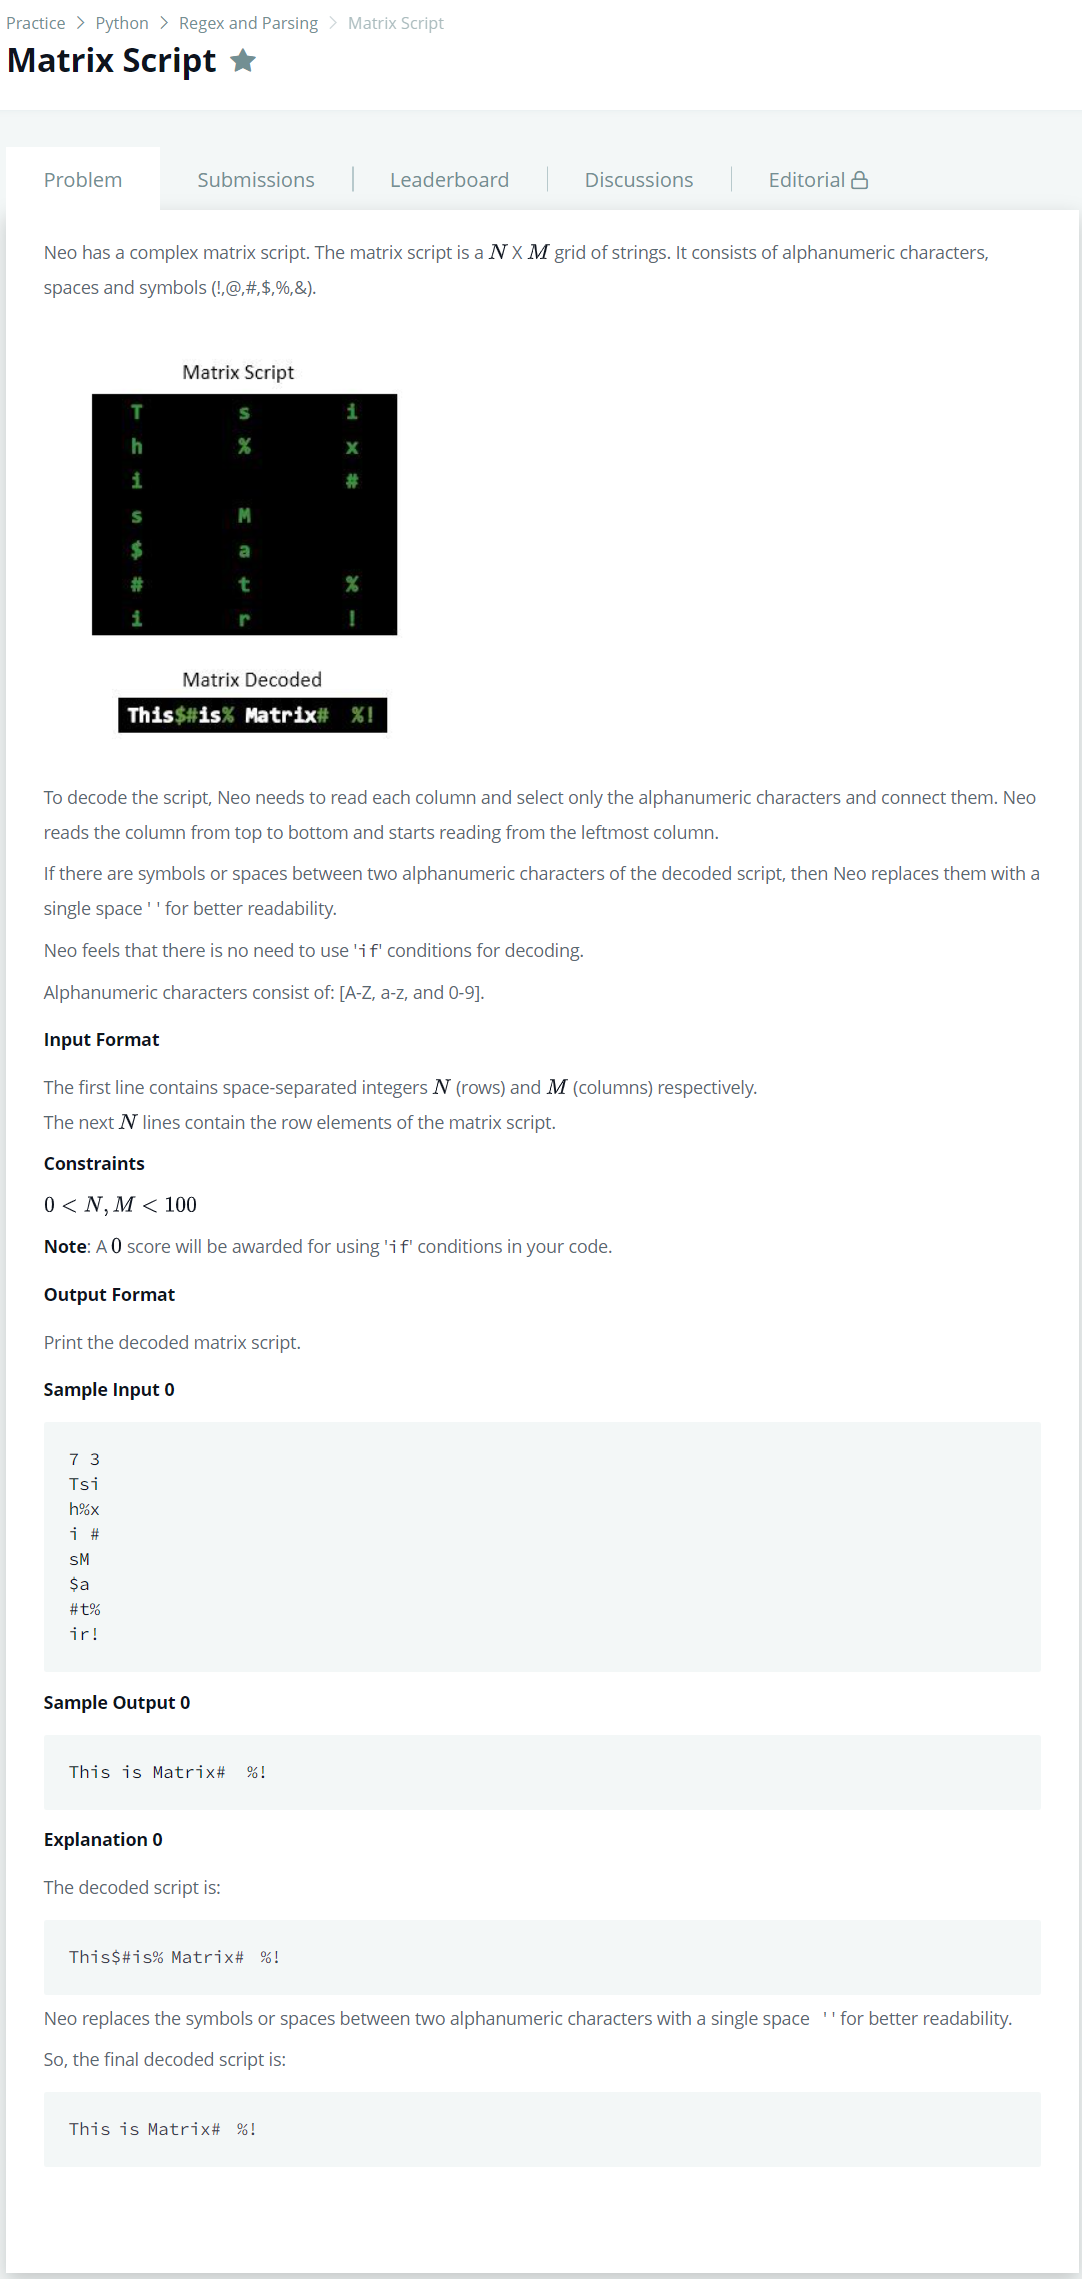 Practice > Python > Regex and Parsing > Matrix Script
Matrix Script
Problem Submissions Leaderboard Discussions Editorial
Neo has a complex matrix script. The matrix script is a N X M grid of strings. It consists of alphanumeric characters,
spaces and symbols (!,@,#,$,%,&).
Matrix Script
T s i
h % x
i #
s M
$ a
# t %
i r !
Matrix Decoded
This$#is% Matrix#  %!
To decode the script, Neo needs to read each column and select only the alphanumeric characters and connect them. Neo
reads the column from top to bottom and starts reading from the leftmost column.
If there are symbols or spaces between two alphanumeric characters of the decoded script, then Neo replaces them with a
single space ' ' for better readability.
Neo feels that there is no need to use 'if' conditions for decoding.
Alphanumeric characters consist of: [A-Z, a-z, and 0-9].
Input Format
The first line contains space-separated integers N (rows) and M (columns) respectively.
The next N lines contain the row elements of the matrix script.
Constraints
0 < N, M < 100
Note: A 0 score will be awarded for using 'if' conditions in your code.
Output Format
Print the decoded matrix script.
Sample Input 0
7 3
Tsi
h%x
i #
sM
$a
#t%
ir!
Sample Output 0
This is Matrix#  %!
Explanation 0
The decoded script is:
This$#is% Matrix#  %!
Neo replaces the symbols or spaces between two alphanumeric characters with a single space  ' ' for better readability.
So, the final decoded script is:
This is Matrix#  %!